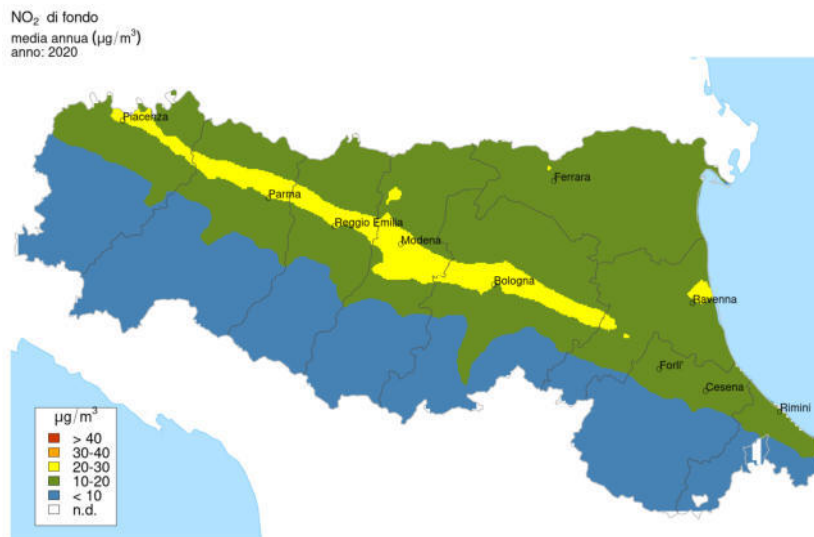 NO₂ di fondo
media annua (µg/m³)
anno: 2020
Piacenza
Parma
Reggio Emilia
Modena
Bologna
Ferrara
Ravenna
Forlì'
Cesena
Rimini
µg/m³
> 40
30-40
20-30
10-20
< 10
n.d.